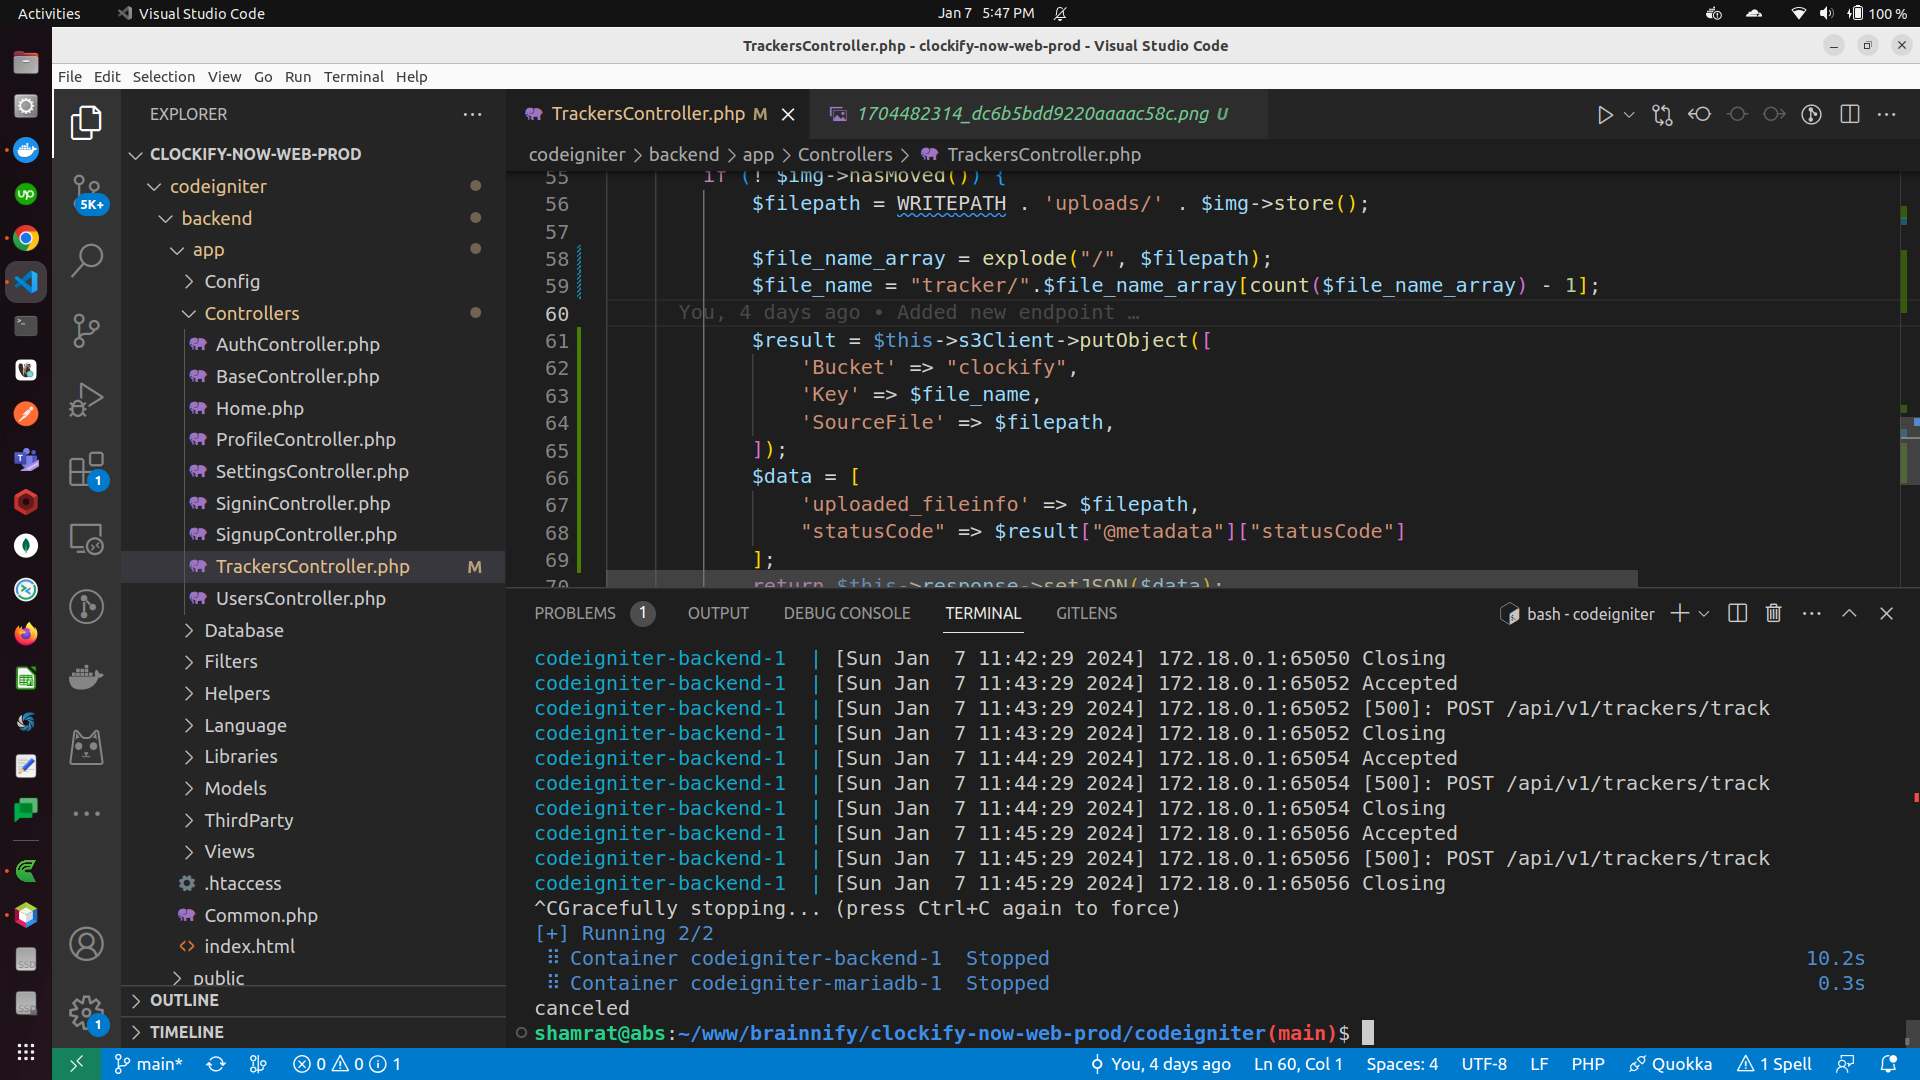 Activities
Visual Studio Code
Jan 7 5:47 PM
100 %
TrackersController.php - clockify-now-web-prod - Visual Studio Code
File Edit Selection View Go Run Terminal Help
EXPLORER
TrackersController.php M
1704482314_dc6b5bdd9220aaaac58c.png U
codeigniter > backend > app > Controllers > TrackersController.php
5K+
1
1
CLOCKIFY-NOW-WEB-PROD
codeigniter
backend
app
Config
Controllers
AuthController.php
BaseController.php
Home.php
ProfileController.php
SettingsController.php
SigninController.php
SignupController.php
TrackersController.php M
UsersController.php
Database
Filters
Helpers
Language
Libraries
Models
ThirdParty
Views
.htaccess
Common.php
index.html
public
OUTLINE
TIMELINE
55 if (! $img->hasMoved()) {
56 $filepath = WRITEPATH . 'uploads/' . $img->store();
57
58 $file_name_array = explode("/", $filepath);
59 $file_name = "tracker/".$file_name_array[count($file_name_array) - 1];
60 You, 4 days ago • Added new endpoint …
61 $result = $this->s3Client->putObject([
62 'Bucket' => "clockify",
63 'Key' => $file_name,
64 'SourceFile' => $filepath,
65 ]);
66 $data = [
67 'uploaded_fileinfo' => $filepath,
68 "statusCode" => $result["@metadata"]["statusCode"]
69 ];
70 return $this->response->setJSON($data);
PROBLEMS 1 OUTPUT DEBUG CONSOLE TERMINAL GITLENS
bash - codeigniter
codeigniter-backend-1 | [Sun Jan 7 11:42:29 2024] 172.18.0.1:65050 Closing
codeigniter-backend-1 | [Sun Jan 7 11:43:29 2024] 172.18.0.1:65052 Accepted
codeigniter-backend-1 | [Sun Jan 7 11:43:29 2024] 172.18.0.1:65052 [500]: POST /api/v1/trackers/track
codeigniter-backend-1 | [Sun Jan 7 11:43:29 2024] 172.18.0.1:65052 Closing
codeigniter-backend-1 | [Sun Jan 7 11:44:29 2024] 172.18.0.1:65054 Accepted
codeigniter-backend-1 | [Sun Jan 7 11:44:29 2024] 172.18.0.1:65054 [500]: POST /api/v1/trackers/track
codeigniter-backend-1 | [Sun Jan 7 11:44:29 2024] 172.18.0.1:65054 Closing
codeigniter-backend-1 | [Sun Jan 7 11:45:29 2024] 172.18.0.1:65056 Accepted
codeigniter-backend-1 | [Sun Jan 7 11:45:29 2024] 172.18.0.1:65056 [500]: POST /api/v1/trackers/track
codeigniter-backend-1 | [Sun Jan 7 11:45:29 2024] 172.18.0.1:65056 Closing
^CGracefully stopping... (press Ctrl+C again to force)
[+] Running 2/2
⠿ Container codeigniter-backend-1 Stopped 10.2s
⠿ Container codeigniter-mariadb-1 Stopped 0.3s
canceled
shamrat@abs:~/www/brainnify/clockify-now-web-prod/codeigniter(main)$
main* 0 0 1
You, 4 days ago Ln 60, Col 1 Spaces: 4 UTF-8 LF PHP Quokka 1 Spell